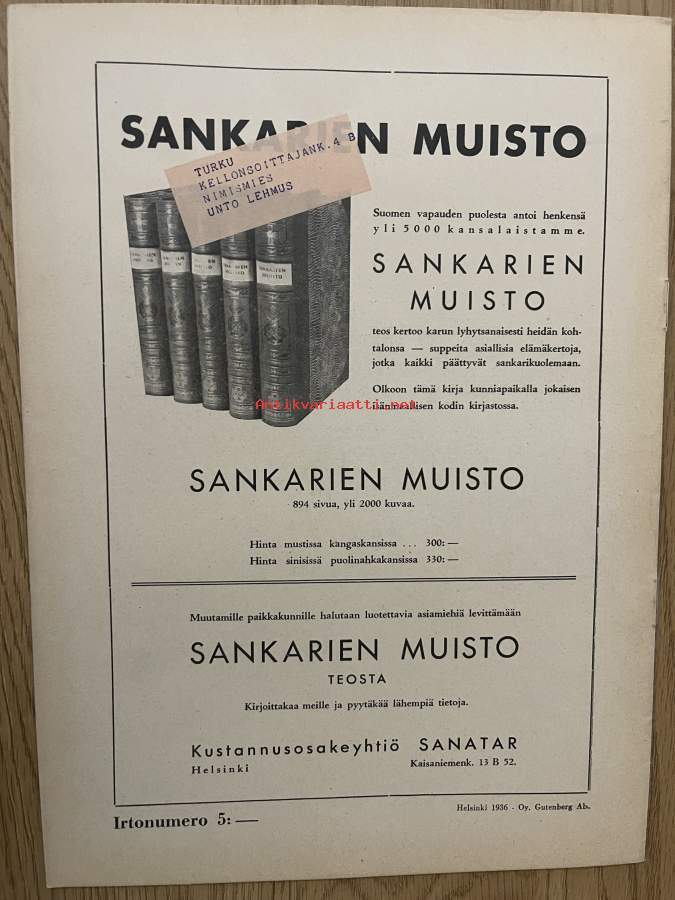 SANKARIEN MUISTO
TURKU
KELLONSOITTAJANK.4 B
NIMISMIES
UNTO LEHMUS
Suomen vapauden puolesta antoi henkensä
yli 5000 kansalaistamme.
SANKARIEN
MUISTO
teos kertoo karun lyhytsanaisesti heidän koh-
talonsa — suppeita asiallisia elämäkertoja,
jotka kaikki päättyvät sankarikuolemaan.
Olkoon tämä kirja kunniapaikalla jokaisen
isänmaallisen kodin kirjastossa.
Antikvariaatti.net
SANKARIEN
MUISTO
SANKARIEN MUISTO
894 sivua, yli 2000 kuvaa.
Hinta mustissa kangaskansissa ... 300:—
Hinta sinisissä puolinahkakansissa 330:—
Muutamille paikkakunnille halutaan luotettavia asiamiehiä levittämään
SANKARIEN MUISTO
TEOSTA
Kirjoittakaa meille ja pyytäkää lähempiä tietoja.
Kustannusosakeyhtiö SANATAR
Helsinki Kaisaniemenk. 13 B 52.
Irtonumero 5:—
Helsinki 1936 - Oy. Gutenberg Ab.